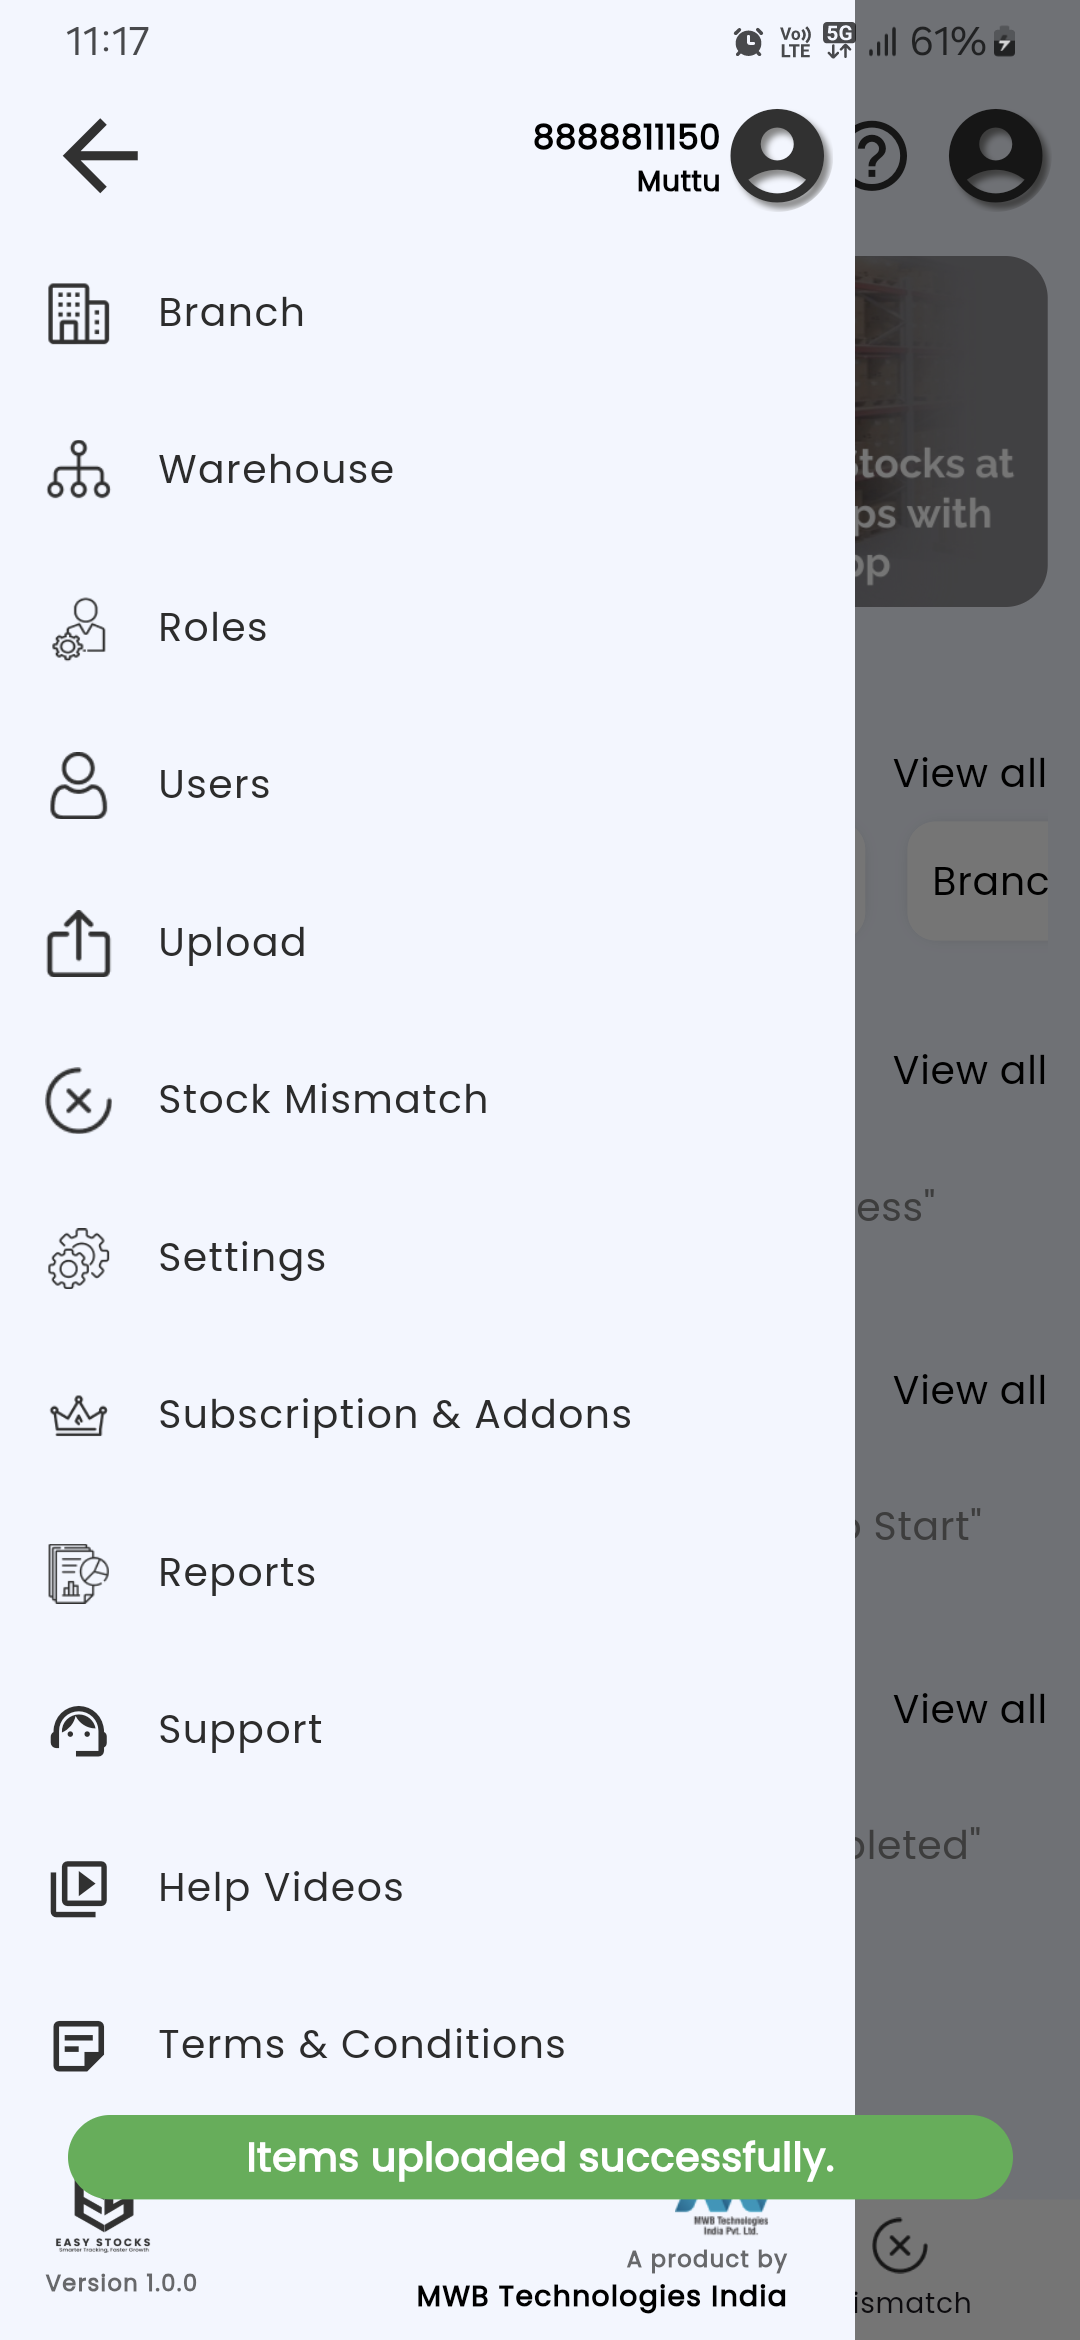 11:17
Vo)) LTE 5G 61%
8888811150
Muttu
Branch
Warehouse
Roles
Users
Upload
Stock Mismatch
Settings
Subscription & Addons
Reports
Support
Help Videos
Terms & Conditions
Stocks at
ps with
pp
View all
Branc
View all
ess"
View all
o Start"
View all
pleted"
Items uploaded successfully.
EASY STOCKS
Smarter Tracking, Faster Growth
Version 1.0.0
MWB Technologies
India Pvt. Ltd.
A product by
MWB Technologies India
ismatch